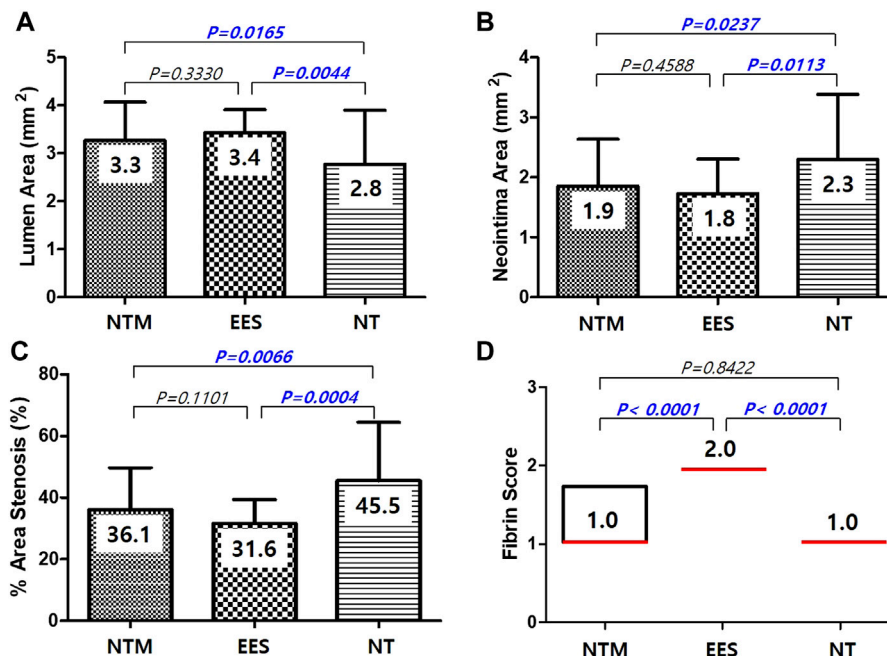 A
P=0.0165
P=0.3330
P=0.0044
Lumen Area (mm 2)
5
4
3
2
1
0
3.3
3.4
2.8
NTM
EES
NT
B
P=0.0237
P=0.4588
P=0.0113
Neointima Area (mm 2)
4
3
2
1
0
1.9
1.8
2.3
NTM
EES
NT
C
P=0.0066
P=0.1101
P=0.0004
% Area Stenosis (%)
80
60
40
20
0
36.1
31.6
45.5
NTM
EES
NT
D
P=0.8422
P< 0.0001
P< 0.0001
Fibrin Score
3
2
1
0
1.0
2.0
1.0
NTM
EES
NT